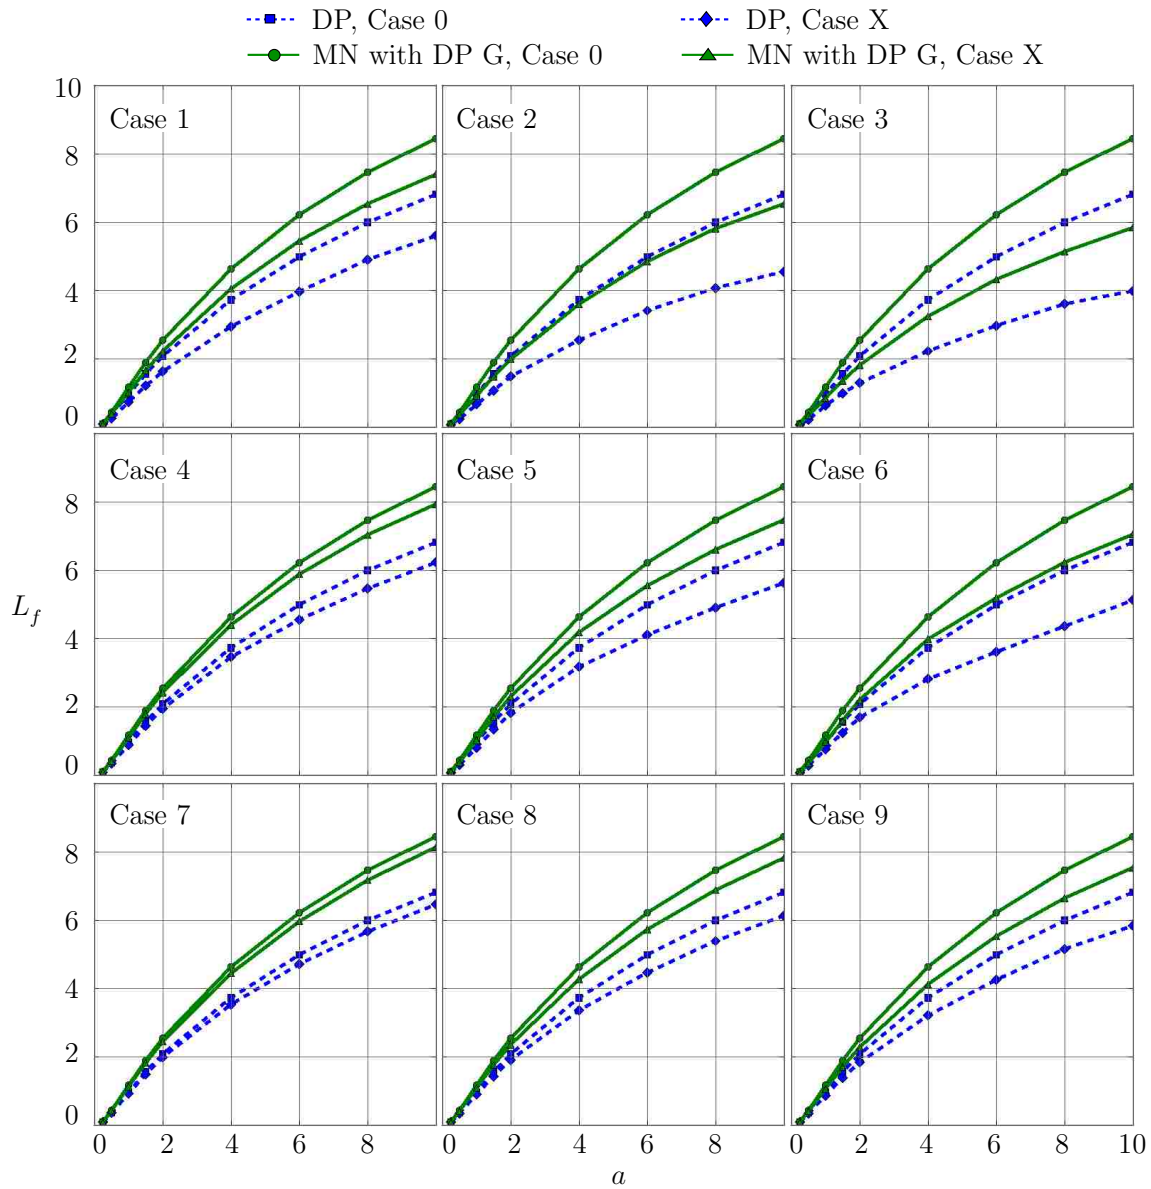 DP, Case 0
DP, Case X
MN with DP G, Case 0
MN with DP G, Case X
10
8
6
4
2
0
Case 1
Case 2
Case 3
8
6
4
2
0
Case 4
Case 5
Case 6
L_f
8
6
4
2
0
Case 7
Case 8
Case 9
0 2 4 6 8 0 2 4 6 8 0 2 4 6 8 10
a